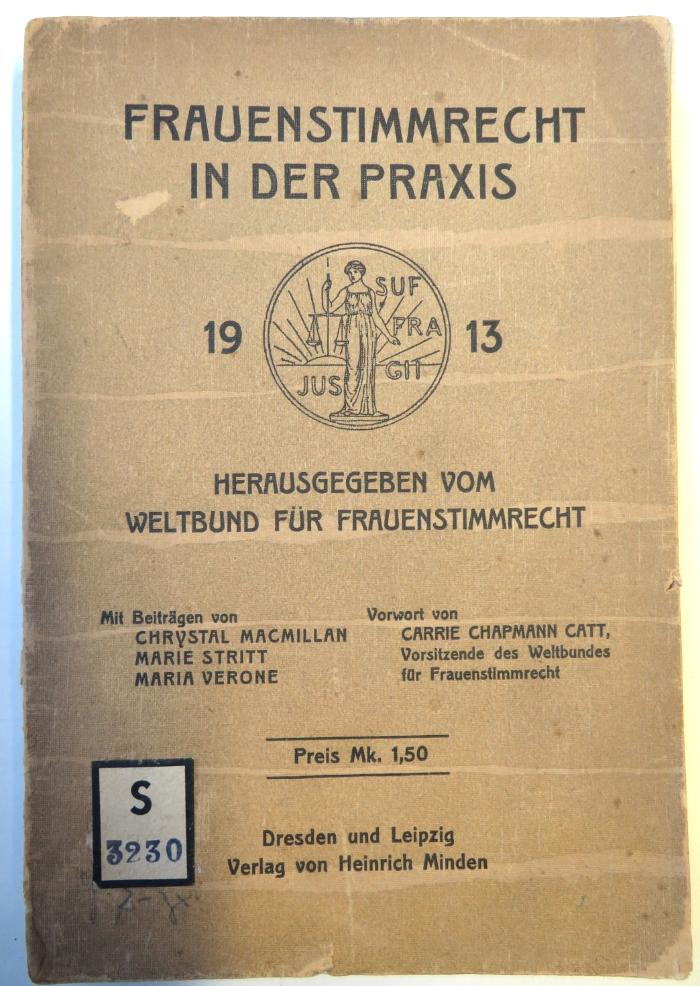 FRAUENSTIMMRECHT
IN DER PRAXIS
19 13
SUF
FRA
JUS GII
HERAUSGEGEBEN VOM
WELTBUND FÜR FRAUENSTIMMRECHT
Mit Beiträgen von
CHRYSTAL MACMILLAN
MARIE STRITT
MARIA VERONE
Vorwort von
CARRIE CHAPMANN CATT,
Vorsitzende des Weltbundes
für Frauenstimmrecht
Preis Mk. 1,50
S
3230
Dresden und Leipzig
Verlag von Heinrich Minden